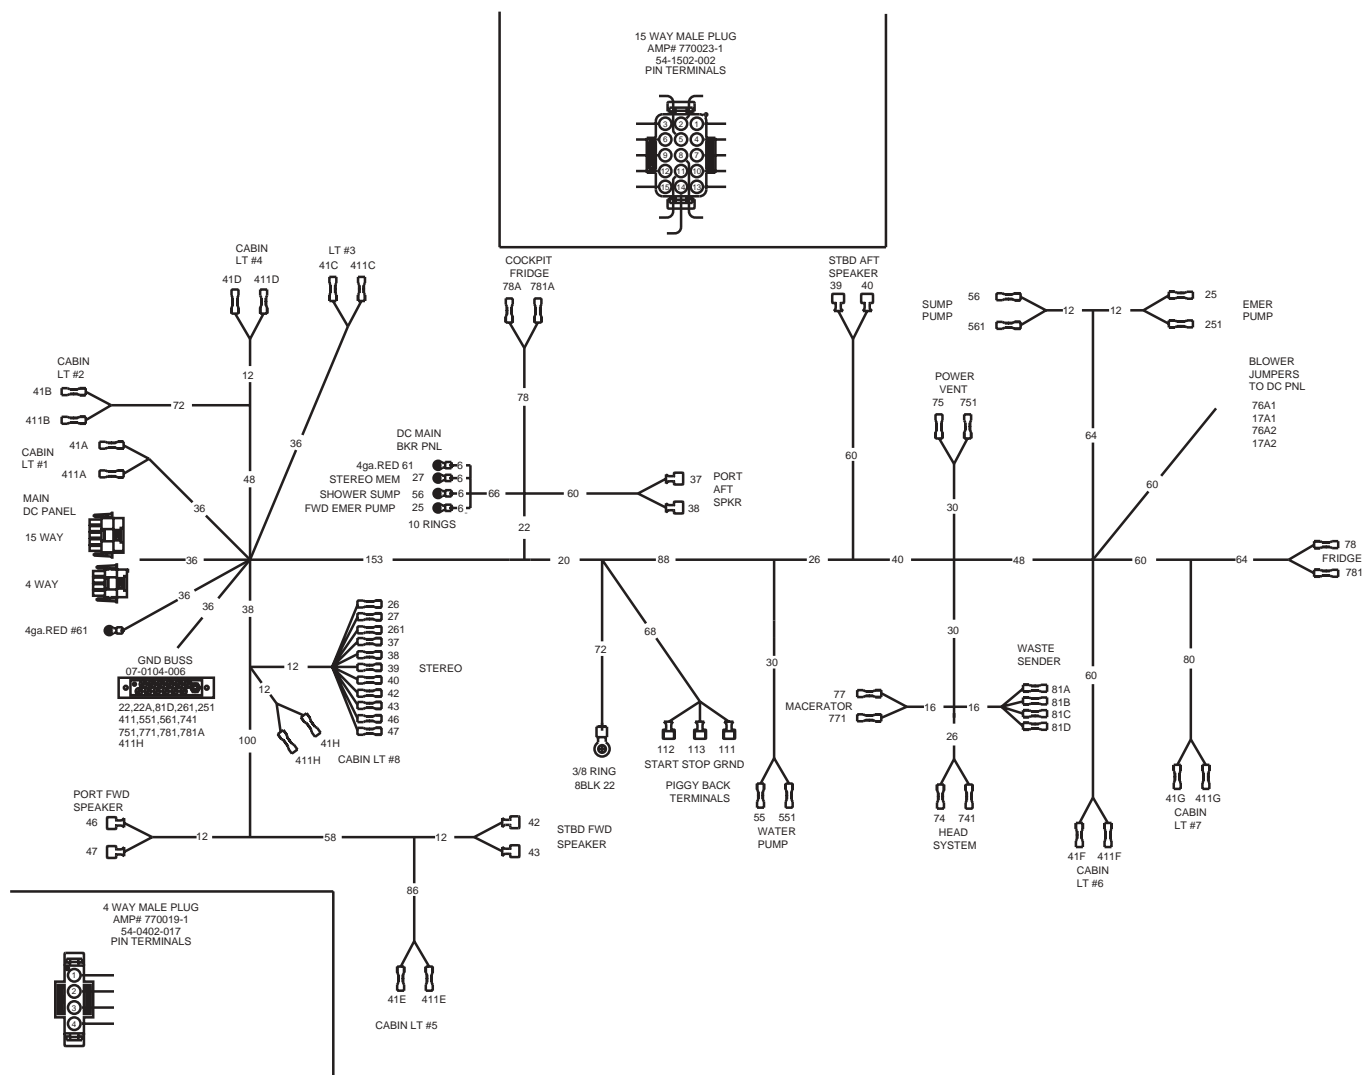 15 WAY MALE PLUG
AMP# 770023-1
54-1502-002
PIN TERMINALS
3 2 1
6 5 4
9 8 7
12 11 10
15 14 13
CABIN
LT #4
41D 411D
LT #3
41C 411C
COCKPIT
FRIDGE
78A 781A
STBD AFT
SPEAKER
39 40
SUMP
PUMP
56
561
12 12
25
251
EMER
PUMP
CABIN
LT #2
41B
411B
72
12
36
78
POWER
VENT
75 751
BLOWER
JUMPERS
TO DC PNL
76A1
17A1
76A2
17A2
CABIN
LT #1
41A
411A
36
48
DC MAIN
BKR PNL
4ga.RED 61 6
STEREO MEM 27 6
SHOWER SUMP 56 6
FWD EMER PUMP 25 6
10 RINGS
66
60
37
38
PORT
AFT
SPKR
22
60
30
64
60
MAIN
DC PANEL
15 WAY
4 WAY
36
153
20
88
26
40
48
60
64
78
FRIDGE
781
4ga.RED #61
36
36
38
GND BUSS
07-0104-006
22,22A,81D,261,251
411,551,561,741
751,771,781,781A
411H
12
12
26
27
261
37
38
39
40
42
43
46
47
STEREO
41H
411H
CABIN LT #8
100
72
3/8 RING
8BLK 22
68
112 113 111
START STOP GRND
PIGGY BACK
TERMINALS
30
55 551
WATER
PUMP
30
77
MACERATOR
771
16 16
WASTE
SENDER
81A
81B
81C
81D
26
74 741
HEAD
SYSTEM
60
41F 411F
CABIN
LT #6
80
41G 411G
CABIN
LT #7
PORT FWD
SPEAKER
46
47
12
58
12
42
43
STBD FWD
SPEAKER
86
41E 411E
CABIN LT #5
4 WAY MALE PLUG
AMP# 770019-1
54-0402-017
PIN TERMINALS
1
2
3
4